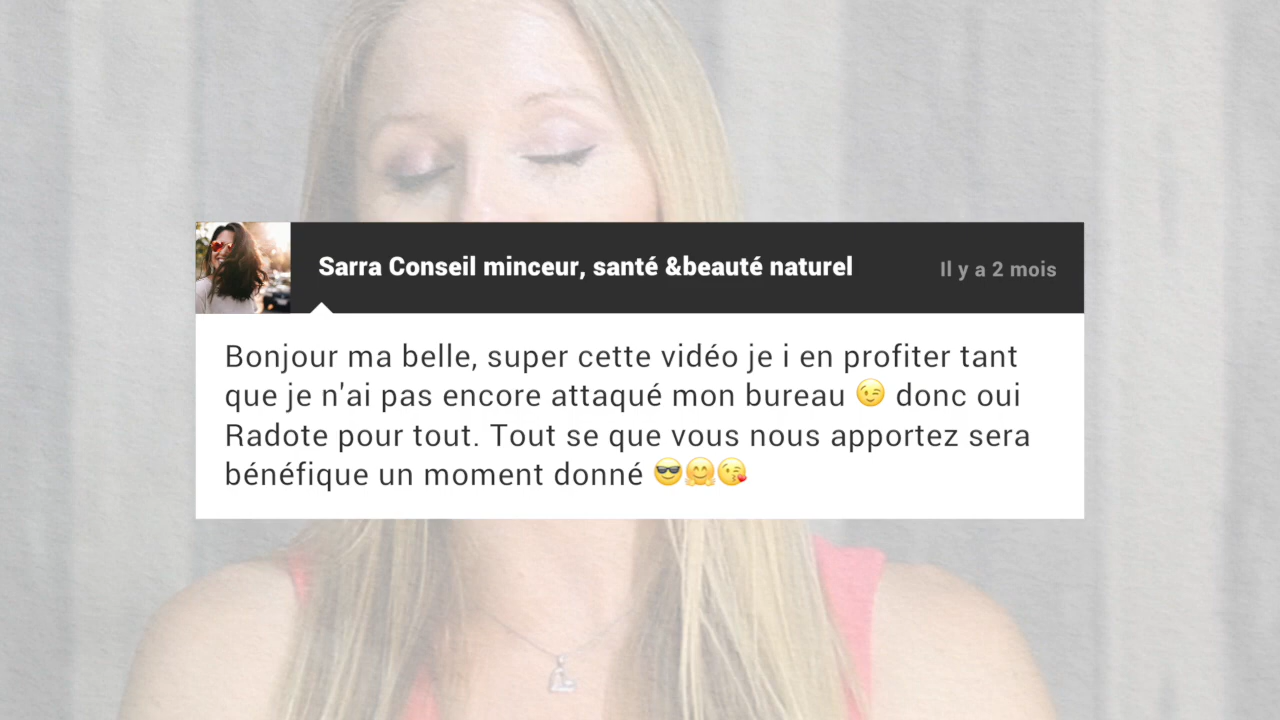 Sarra Conseil minceur, santé &beauté naturel
Il y a 2 mois
Bonjour ma belle, super cette vidéo je i en profiter tant
que je n'ai pas encore attaqué mon bureau 😉 donc oui
Radote pour tout. Tout se que vous nous apportez sera
bénéfique un moment donné 😎🤗😘